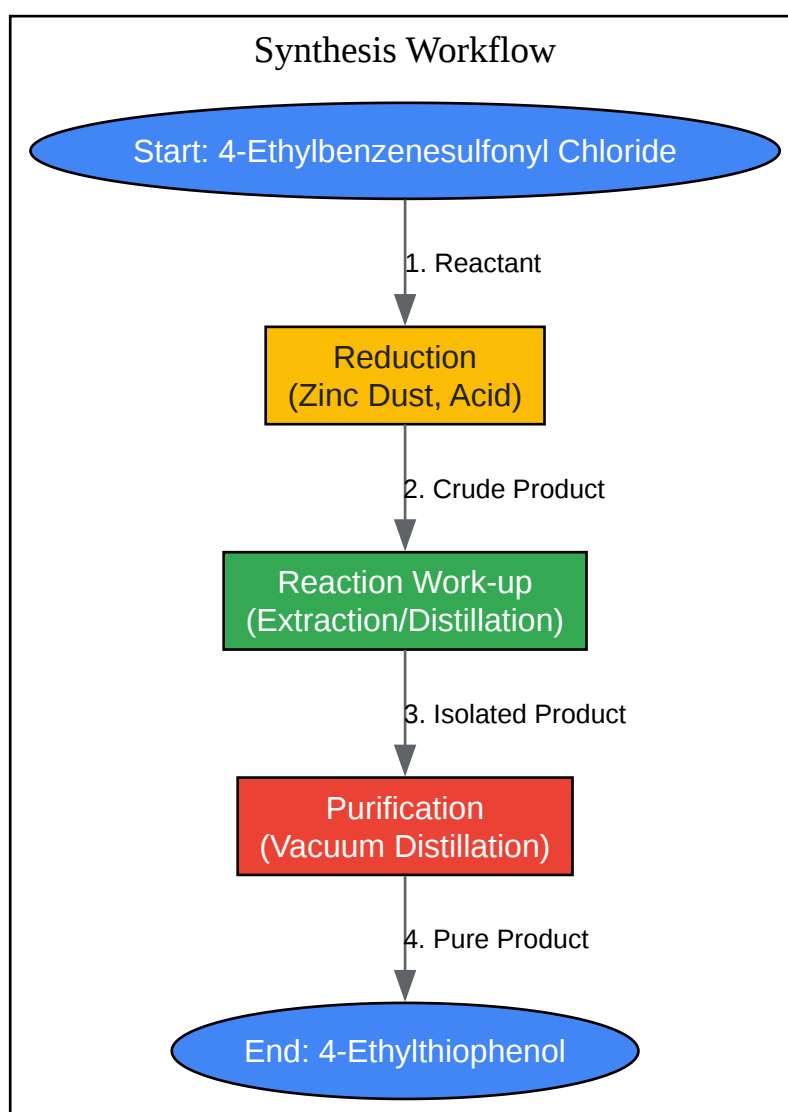 Synthesis Workflow
Start: 4-Ethylbenzenesulfonyl Chloride
1. Reactant
Reduction
(Zinc Dust, Acid)
2. Crude Product
Reaction Work-up
(Extraction/Distillation)
3. Isolated Product
Purification
(Vacuum Distillation)
4. Pure Product
End: 4-Ethylthiophenol